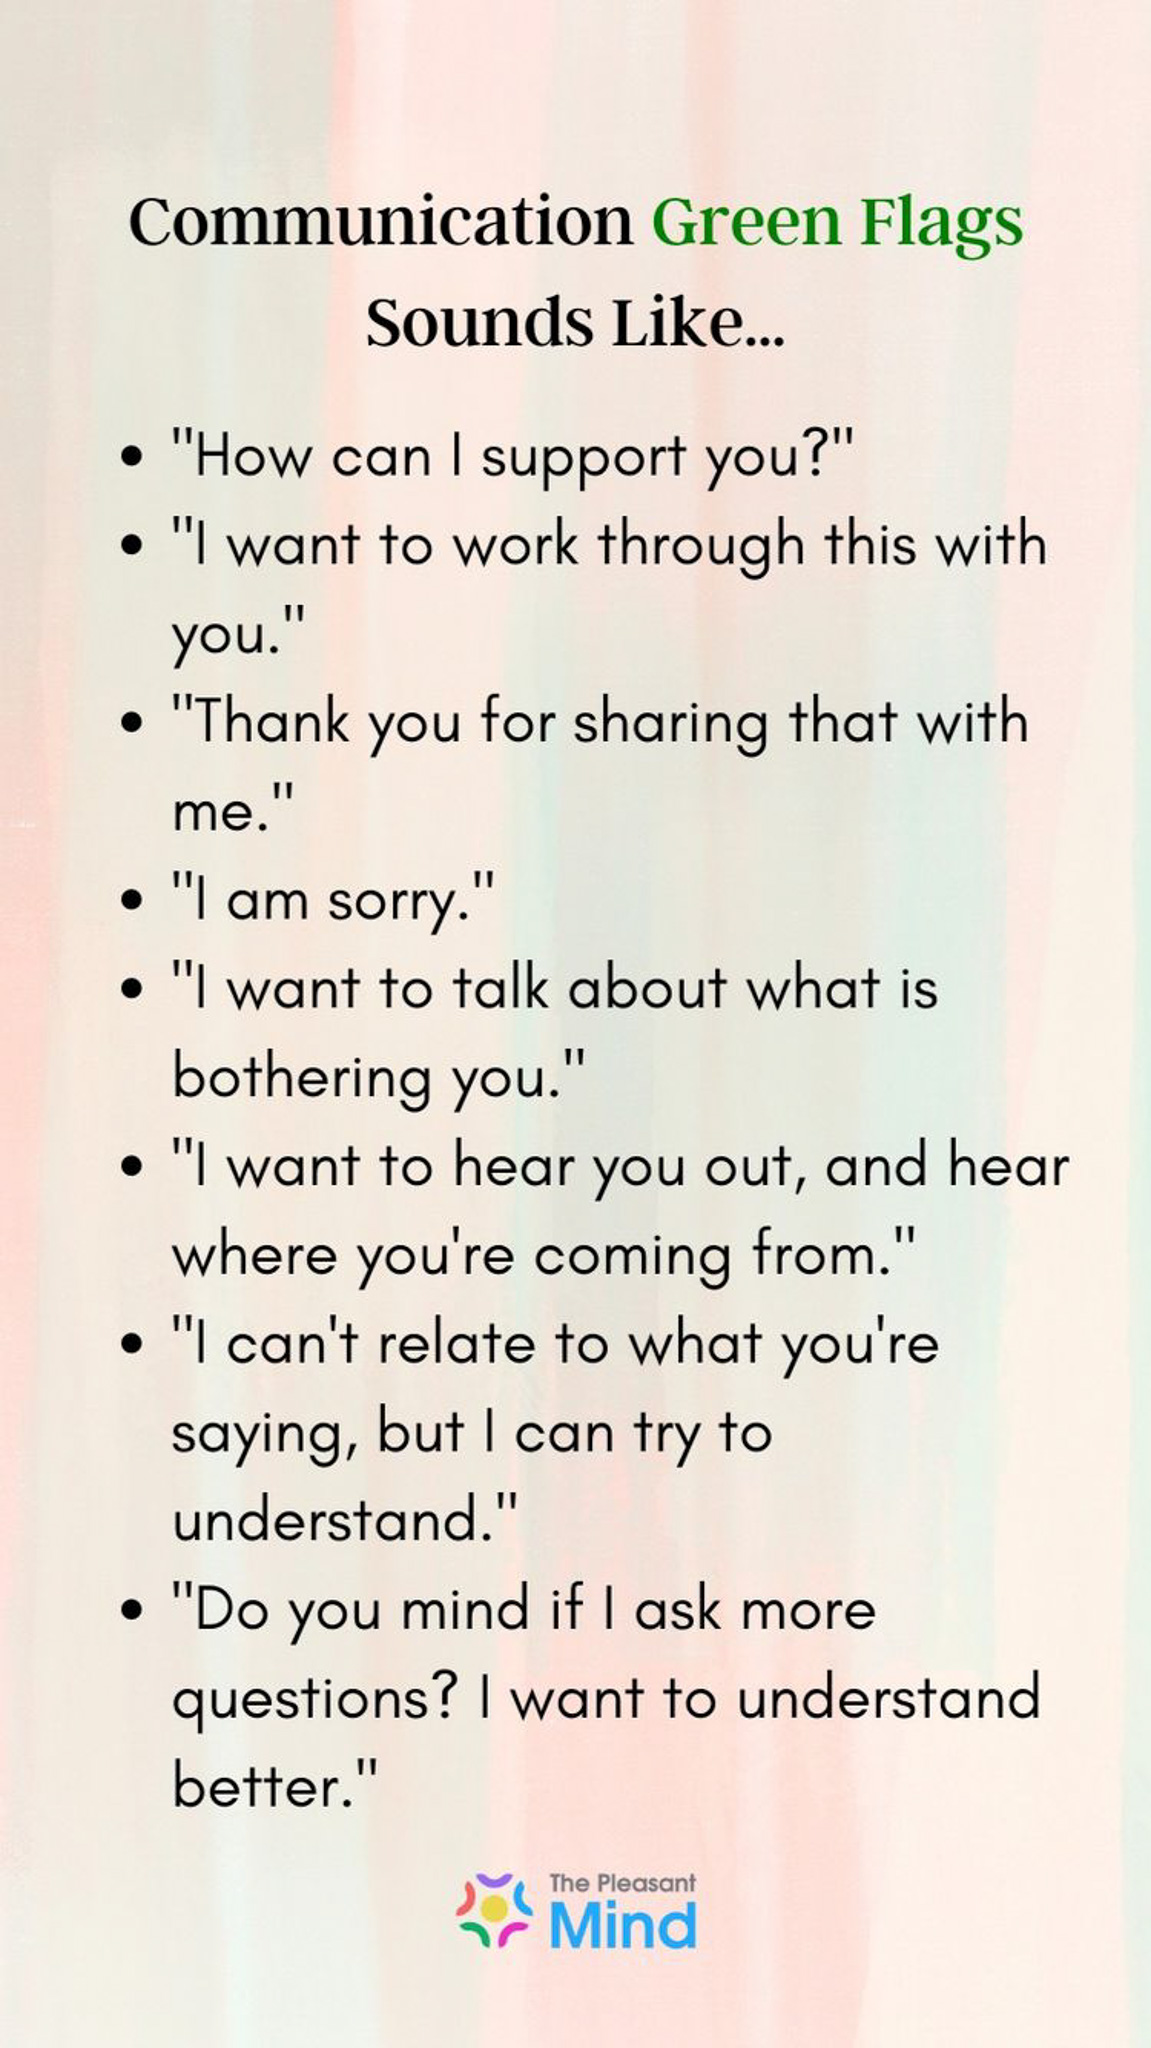 Communication Green Flags
Sounds Like...
• "How can I support you?"
• "I want to work through this with
you."
• "Thank you for sharing that with
me."
• "I am sorry."
• "I want to talk about what is
bothering you."
• "I want to hear you out, and hear
where you're coming from."
• "I can't relate to what you're
saying, but I can try to
understand."
• "Do you mind if I ask more
questions? I want to understand
better."
The Pleasant
Mind